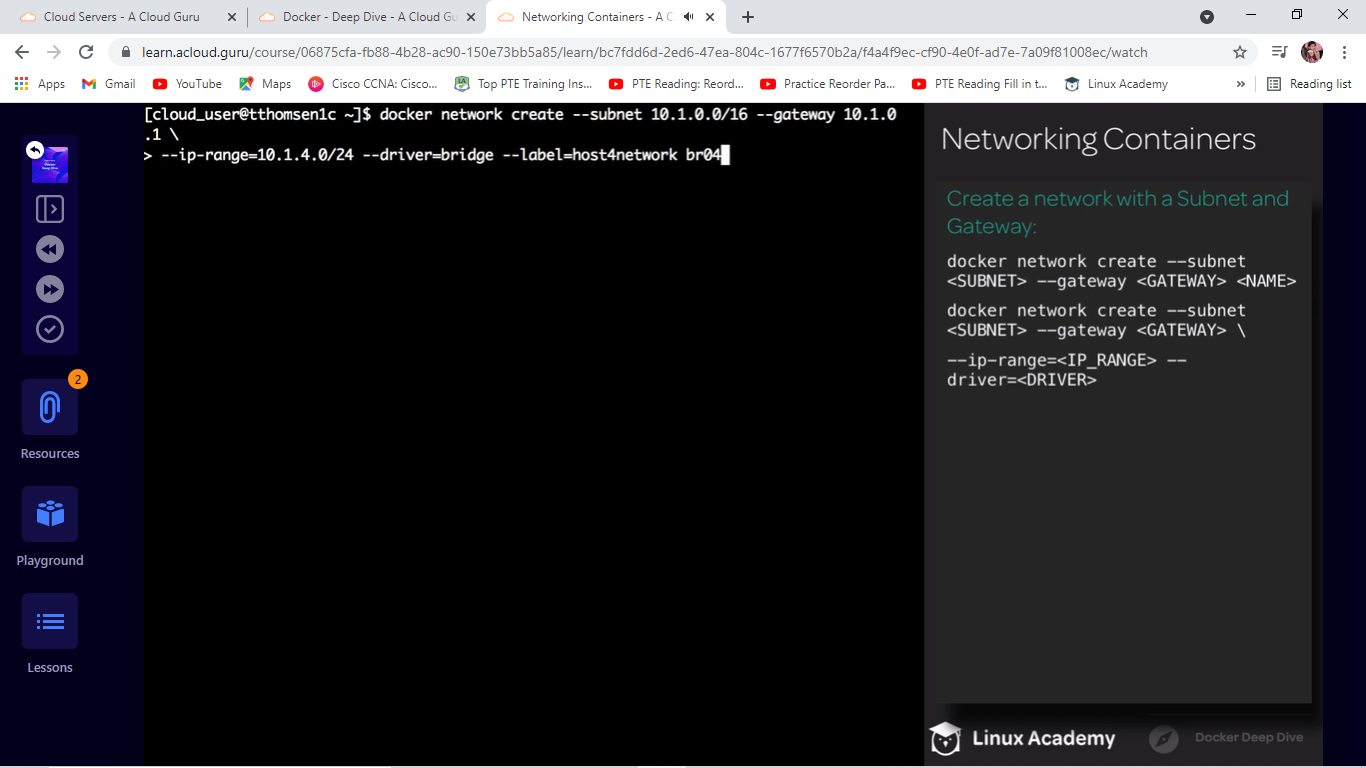 Cloud Servers - A Cloud Guru
Docker - Deep Dive - A Cloud Gu
Networking Containers - A C
learn.acloud.guru/course/06875cfa-fb88-4b28-ac90-150e73bb5a85/learn/bc7fdd6d-2ed6-47ea-804c-1677f6570b2a/f4a4f9ec-cf90-4e0f-ad7e-7a09f81008ec/watch
Apps
Gmail
YouTube
Maps
Cisco CCNA: Cisco...
Top PTE Training Ins...
PTE Reading: Reord...
Practice Reorder Pa...
PTE Reading Fill in t...
Linux Academy
»
Reading list
[cloud_user@tthomsen1c ~]$ docker network create --subnet 10.1.0.0/16 --gateway 10.1.0
.1 \
> --ip-range=10.1.4.0/24 --driver=bridge --label=host4network br04
2
Resources
Playground
Lessons
Networking Containers
Create a network with a Subnet and
Gateway:
docker network create --subnet
<SUBNET> --gateway <GATEWAY> <NAME>
docker network create --subnet
<SUBNET> --gateway <GATEWAY> \
--ip-range=<IP_RANGE> --
driver=<DRIVER>
Linux Academy
Docker Deep Dive